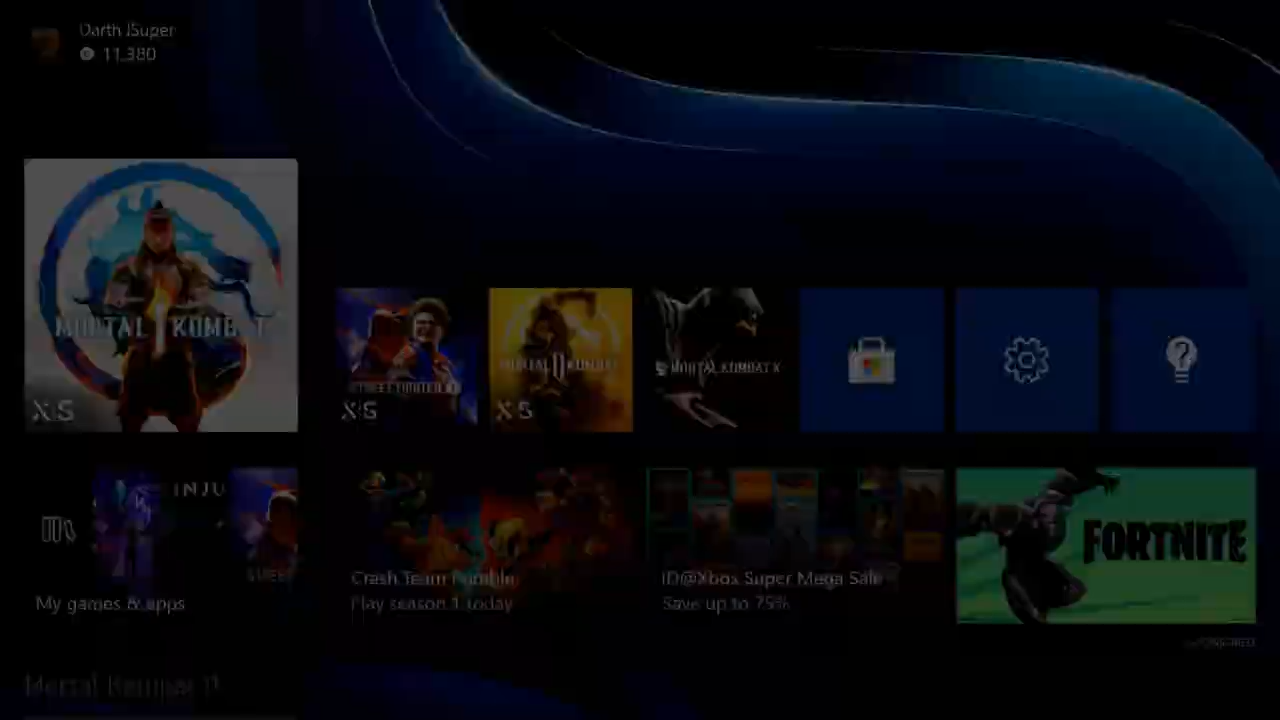 Darth JSuper
11,380
MORTAL KOMBAT
X|S
STREET FIGHTER 6
X|S
MORTAL 11 KOMBAT
X|S
MORTAL KOMBAT X
INJU
STREET
My games & apps
Crash Team Rumble
Play season 1 today
ID@Xbox Super Mega Sale
Save up to 75%
FORTNITE
SPONSORED
Mortal Kombat 1